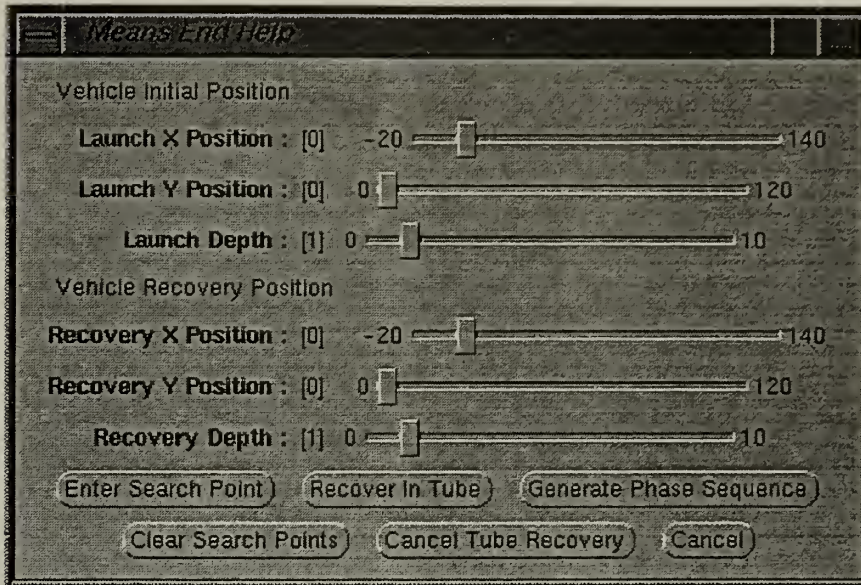 Means End Help
Vehicle Initial Position
Launch X Position : [0] -20 140
Launch Y Position : [0] 0 120
Launch Depth : [1] 0 10
Vehicle Recovery Position
Recovery X Position : [0] -20 140
Recovery Y Position : [0] 0 120
Recovery Depth : [1] 0 10
Enter Search Point Recover In Tube Generate Phase Sequence
Clear Search Points Cancel Tube Recovery Cancel